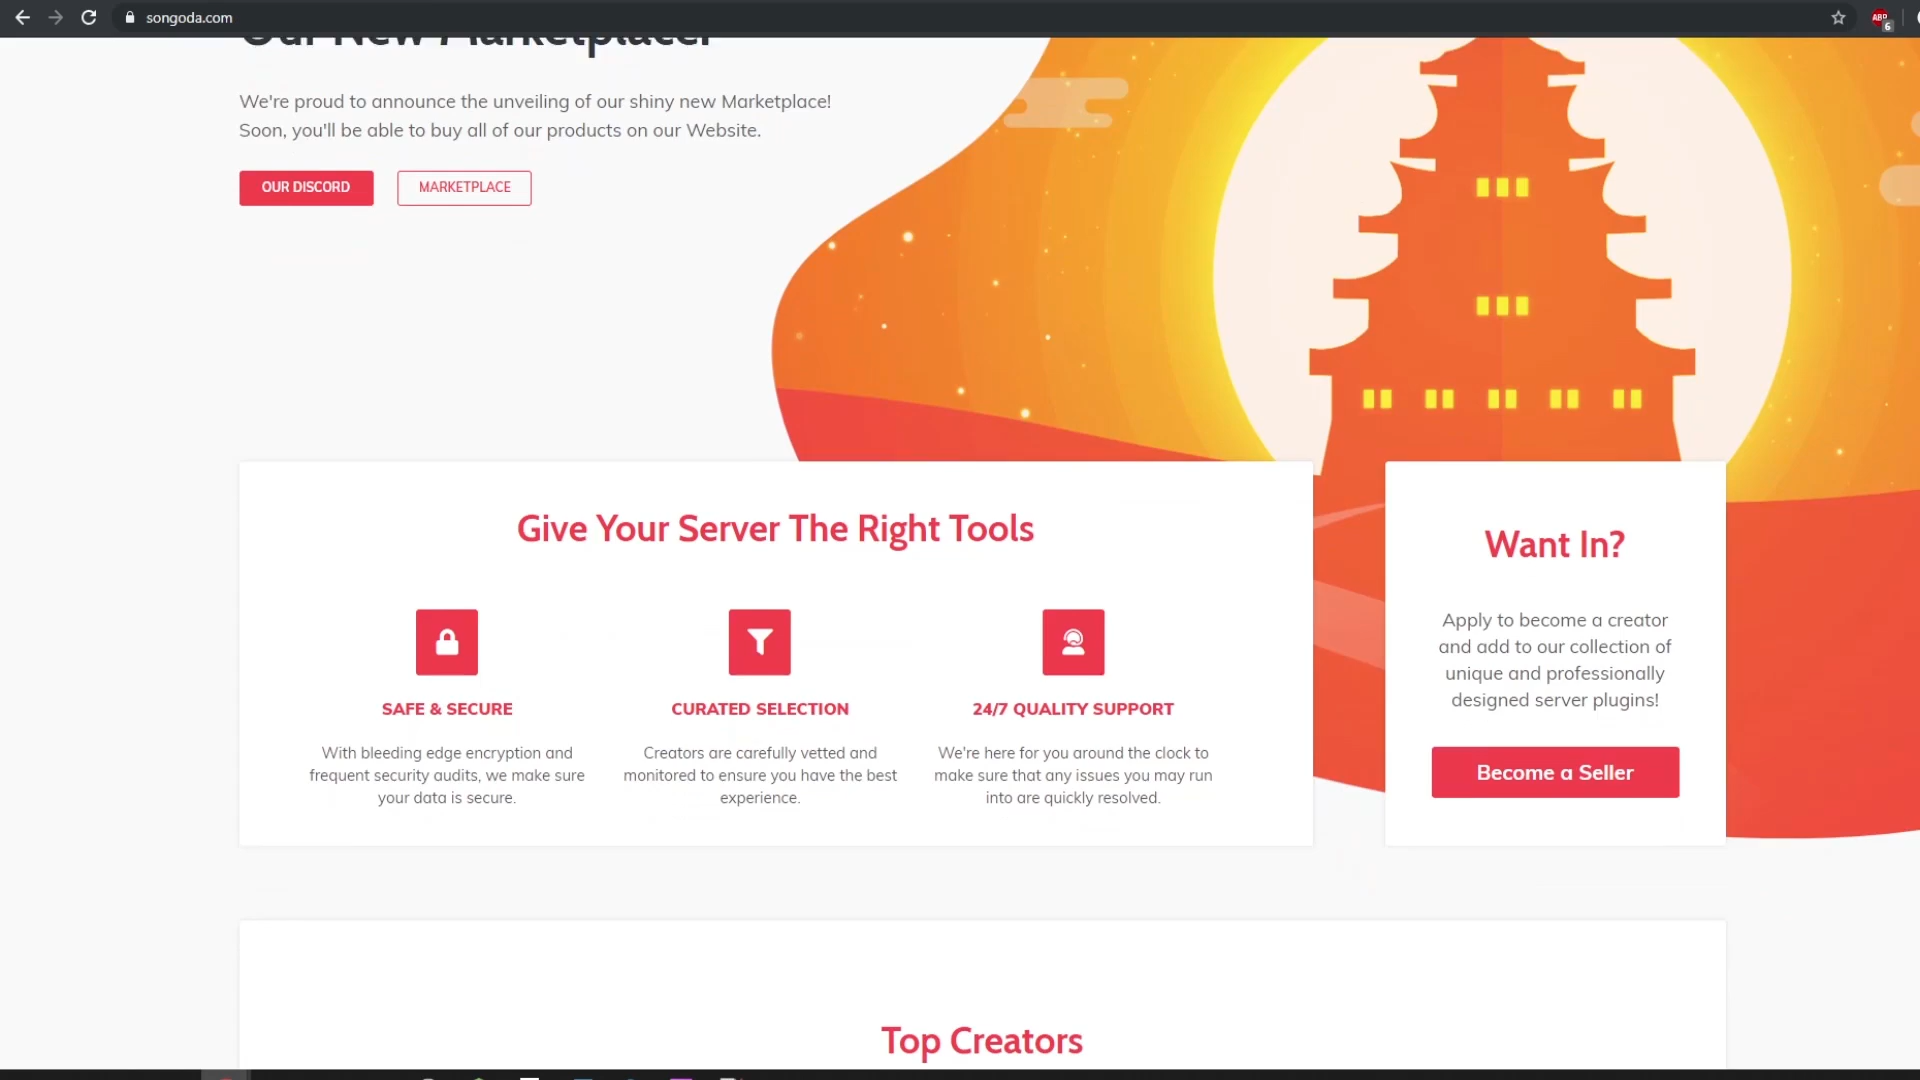 songoda.com
ABP
6
Our New Marketplace!
We're proud to announce the unveiling of our shiny new Marketplace!
Soon, you'll be able to buy all of our products on our Website.
OUR DISCORD
MARKETPLACE
Give Your Server The Right Tools
SAFE & SECURE
With bleeding edge encryption and
frequent security audits, we make sure
your data is secure.
CURATED SELECTION
Creators are carefully vetted and
monitored to ensure you have the best
experience.
24/7 QUALITY SUPPORT
We're here for you around the clock to
make sure that any issues you may run
into are quickly resolved.
Want In?
Apply to become a creator
and add to our collection of
unique and professionally
designed server plugins!
Become a Seller
Top Creators